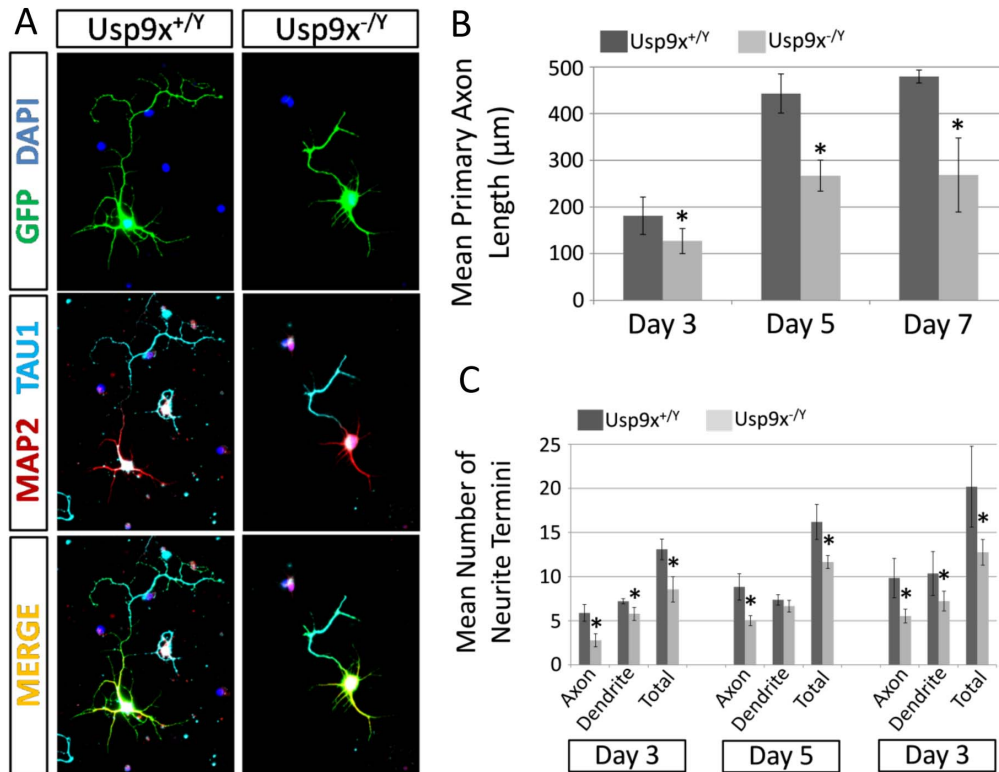 A
Usp9x+/Y
Usp9x-/Y
GFP DAPI
MAP2 TAU1
MERGE
B
Usp9x+/Y
Usp9x-/Y
Mean Primary Axon
Length (μm)
500
400
300
200
100
0
*
*
*
Day 3
Day 5
Day 7
C
Usp9x+/Y
Usp9x-/Y
Mean Number of
Neurite Termini
25
20
15
10
5
0
*
*
*
*
*
*
*
*
Axon
Dendrite
Total
Axon
Dendrite
Total
Axon
Dendrite
Total
Day 3
Day 5
Day 3